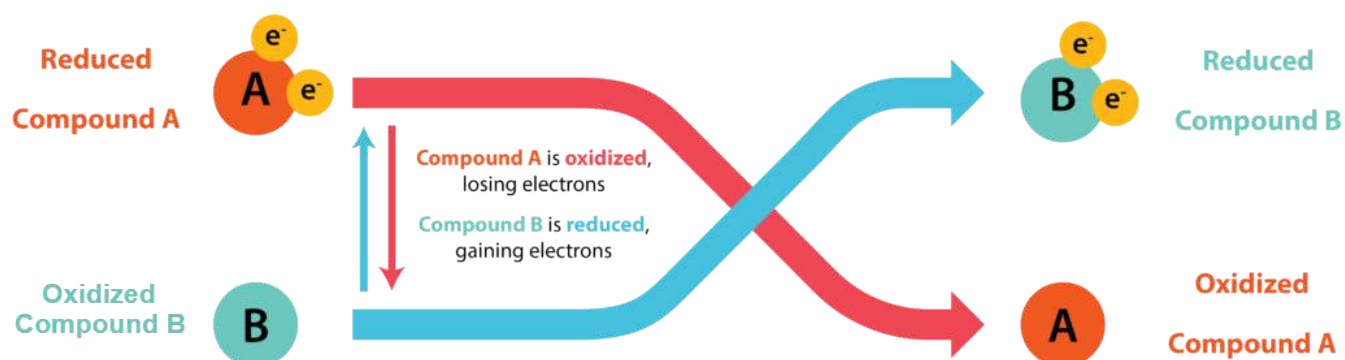 Reduced
Compound A
e-
A
e-
Compound A is oxidized,
losing electrons
Compound B is reduced,
gaining electrons
e-
B
e-
Reduced
Compound B
Oxidized
Compound B
B
A
Oxidized
Compound A